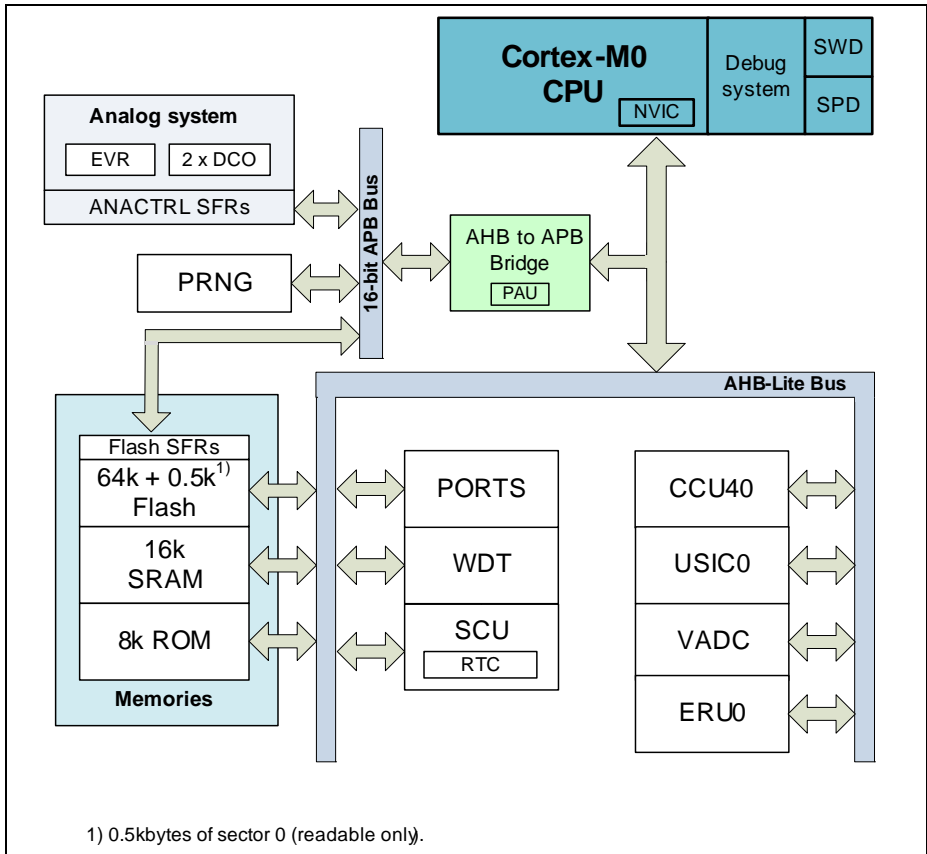 Cortex-M0
CPU
NVIC
Debug
system
SWD
SPD
Analog system
EVR
2 x DCO
ANACTRL SFRs
16-bit APB Bus
AHB to APB
Bridge
PAU
PRNG
AHB-Lite Bus
Flash SFRs
64k + 0.5k1)
Flash
16k
SRAM
8k ROM
Memories
PORTS
WDT
SCU
RTC
CCU40
USIC0
VADC
ERU0
1) 0.5kbytes of sector 0 (readable only).